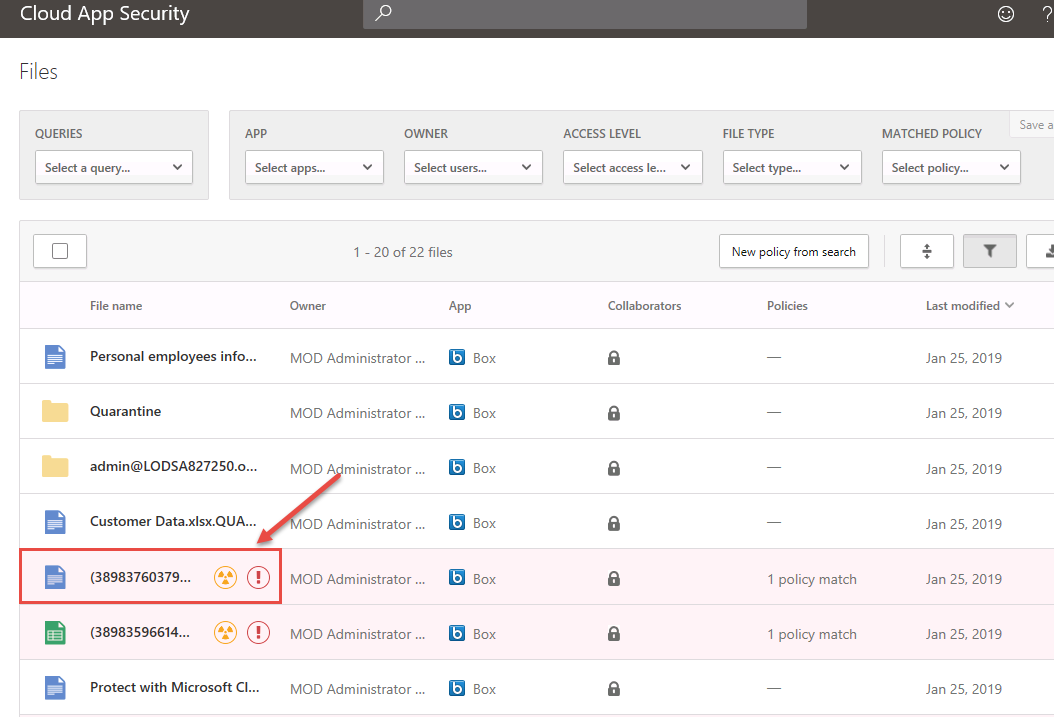 Cloud App Security
?
Files
QUERIES
Select a query...
APP
OWNER
ACCESS LEVEL
FILE TYPE
MATCHED POLICY
Save a
Select apps...
Select users...
Select access le...
Select type...
Select policy...
1 - 20 of 22 files
New policy from search
File name Owner App Collaborators Policies Last modified
Personal employees info... MOD Administrator ... b Box — Jan 25, 2019
Quarantine MOD Administrator ... b Box — Jan 25, 2019
admin@LODSA827250.o... MOD Administrator ... b Box — Jan 25, 2019
Customer Data.xlsx.QUA... MOD Administrator ... b Box — Jan 25, 2019
(38983760379... ! MOD Administrator ... b Box 1 policy match Jan 25, 2019
(38983596614... ! MOD Administrator ... b Box 1 policy match Jan 25, 2019
Protect with Microsoft Cl... MOD Administrator ... b Box — Jan 25, 2019